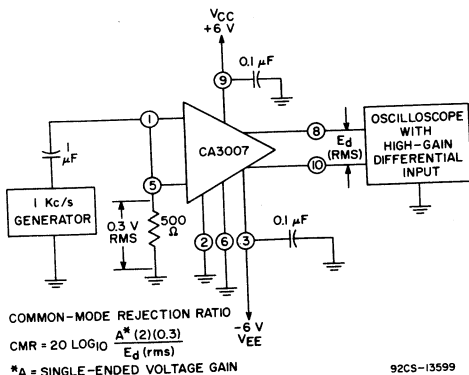 VCC
+6 V
0.1 µF
9
1
1
µF
CA3007
8
Ed
(RMS)
10
OSCILLOSCOPE
WITH
HIGH-GAIN
DIFFERENTIAL
INPUT
1 Kc/s
GENERATOR
5
0.3 V
RMS
500
Ω
2
6
3
0.1 µF
-6 V
VEE
COMMON-MODE REJECTION RATIO
CMR = 20 LOG10 A* (2)(0.3) / Ed (rms)
*A = SINGLE-ENDED VOLTAGE GAIN
92CS-13599